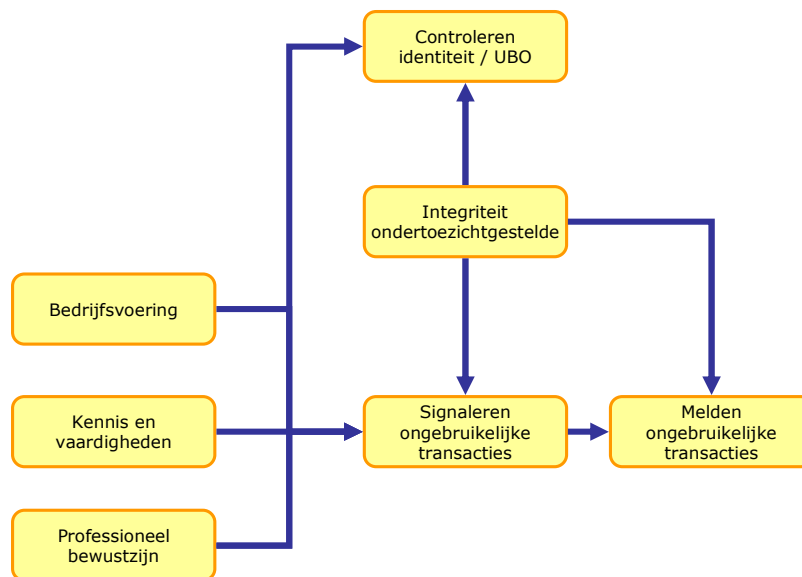 Controleren
identiteit / UBO
Integriteit
ondertoezichtgestelde
Bedrijfsvoering
Kennis en
vaardigheden
Signaleren
ongebruikelijke
transacties
Melden
ongebruikelijke
transacties
Professioneel
bewustzijn